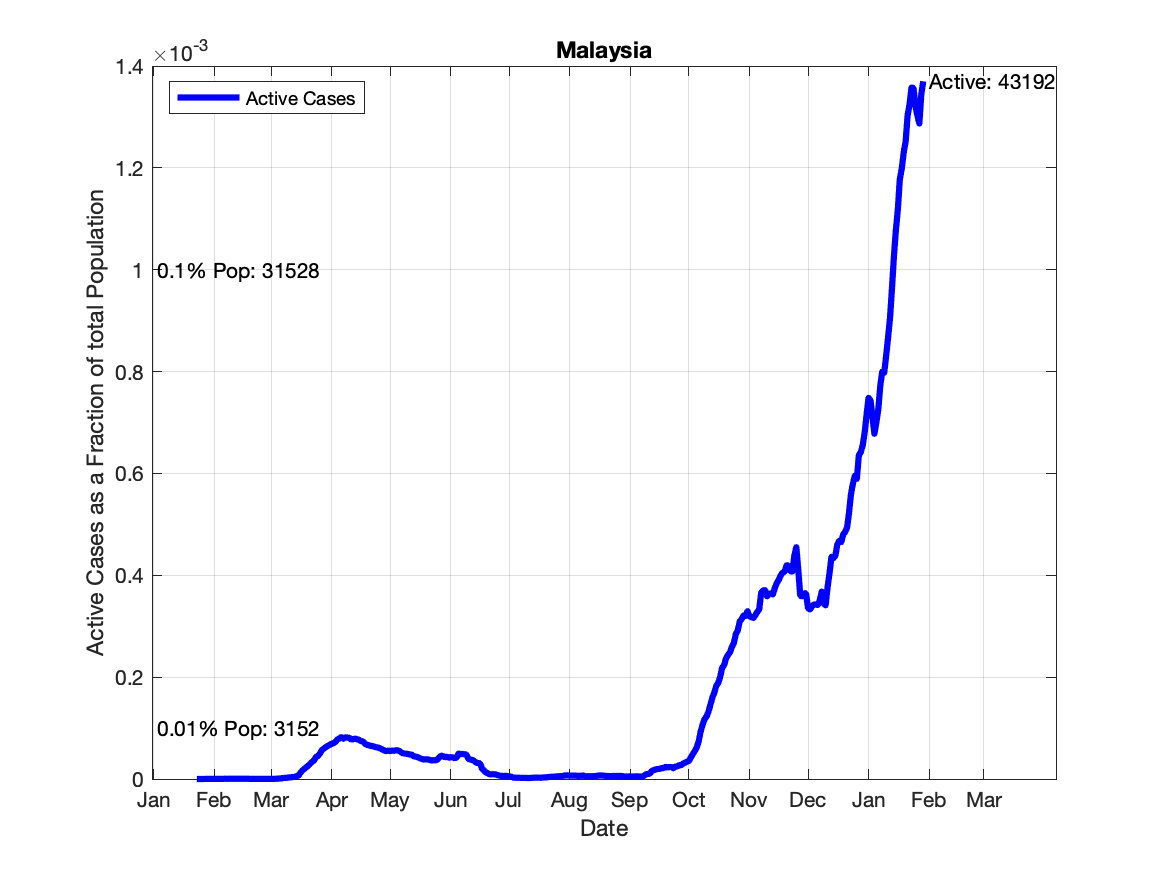 Malaysia
×10-3
1.4
1.2
1
0.8
0.6
0.4
0.2
0
Active Cases
Active: 43192
0.1% Pop: 31528
0.01% Pop: 3152
Active Cases as a Fraction of total Population
Jan Feb Mar Apr May Jun Jul Aug Sep Oct Nov Dec Jan Feb Mar
Date